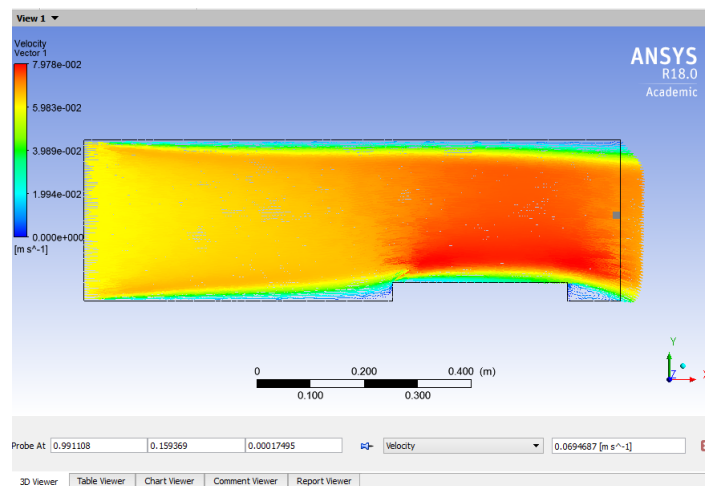 View 1
Velocity
Vector 1
7.978e-002
5.983e-002
3.989e-002
1.994e-002
0.000e+000
[m s^-1]
ANSYS
R18.0
Academic
0 0.200 0.400 (m)
0.100 0.300
Y
Z X
Probe At 0.991108 0.159369 0.00017495 Velocity 0.0694687 [m s^-1]
3D Viewer Table Viewer Chart Viewer Comment Viewer Report Viewer